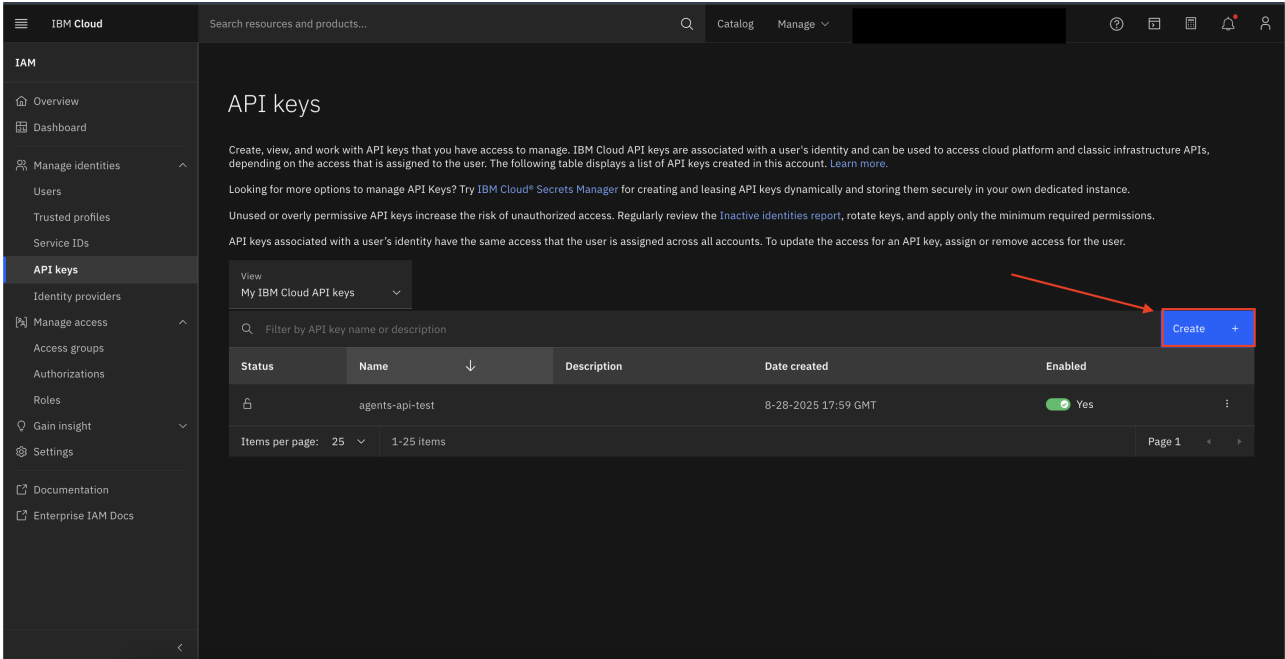 IBM Cloud
Search resources and products...
Catalog
Manage
IAM
Overview
Dashboard
Manage identities
Users
Trusted profiles
Service IDs
API keys
Identity providers
Manage access
Access groups
Authorizations
Roles
Gain insight
Settings
Documentation
Enterprise IAM Docs
API keys
Create, view, and work with API keys that you have access to manage. IBM Cloud API keys are associated with a user's identity and can be used to access cloud platform and classic infrastructure APIs,
depending on the access that is assigned to the user. The following table displays a list of API keys created in this account. Learn more.
Looking for more options to manage API Keys? Try IBM Cloud® Secrets Manager for creating and leasing API keys dynamically and storing them securely in your own dedicated instance.
Unused or overly permissive API keys increase the risk of unauthorized access. Regularly review the Inactive identities report, rotate keys, and apply only the minimum required permissions.
API keys associated with a user's identity have the same access that the user is assigned across all accounts. To update the access for an API key, assign or remove access for the user.
View
My IBM Cloud API keys
Filter by API key name or description
Create +
Status Name Description Date created Enabled
agents-api-test 8-28-2025 17:59 GMT Yes
Items per page: 25 1-25 items Page 1